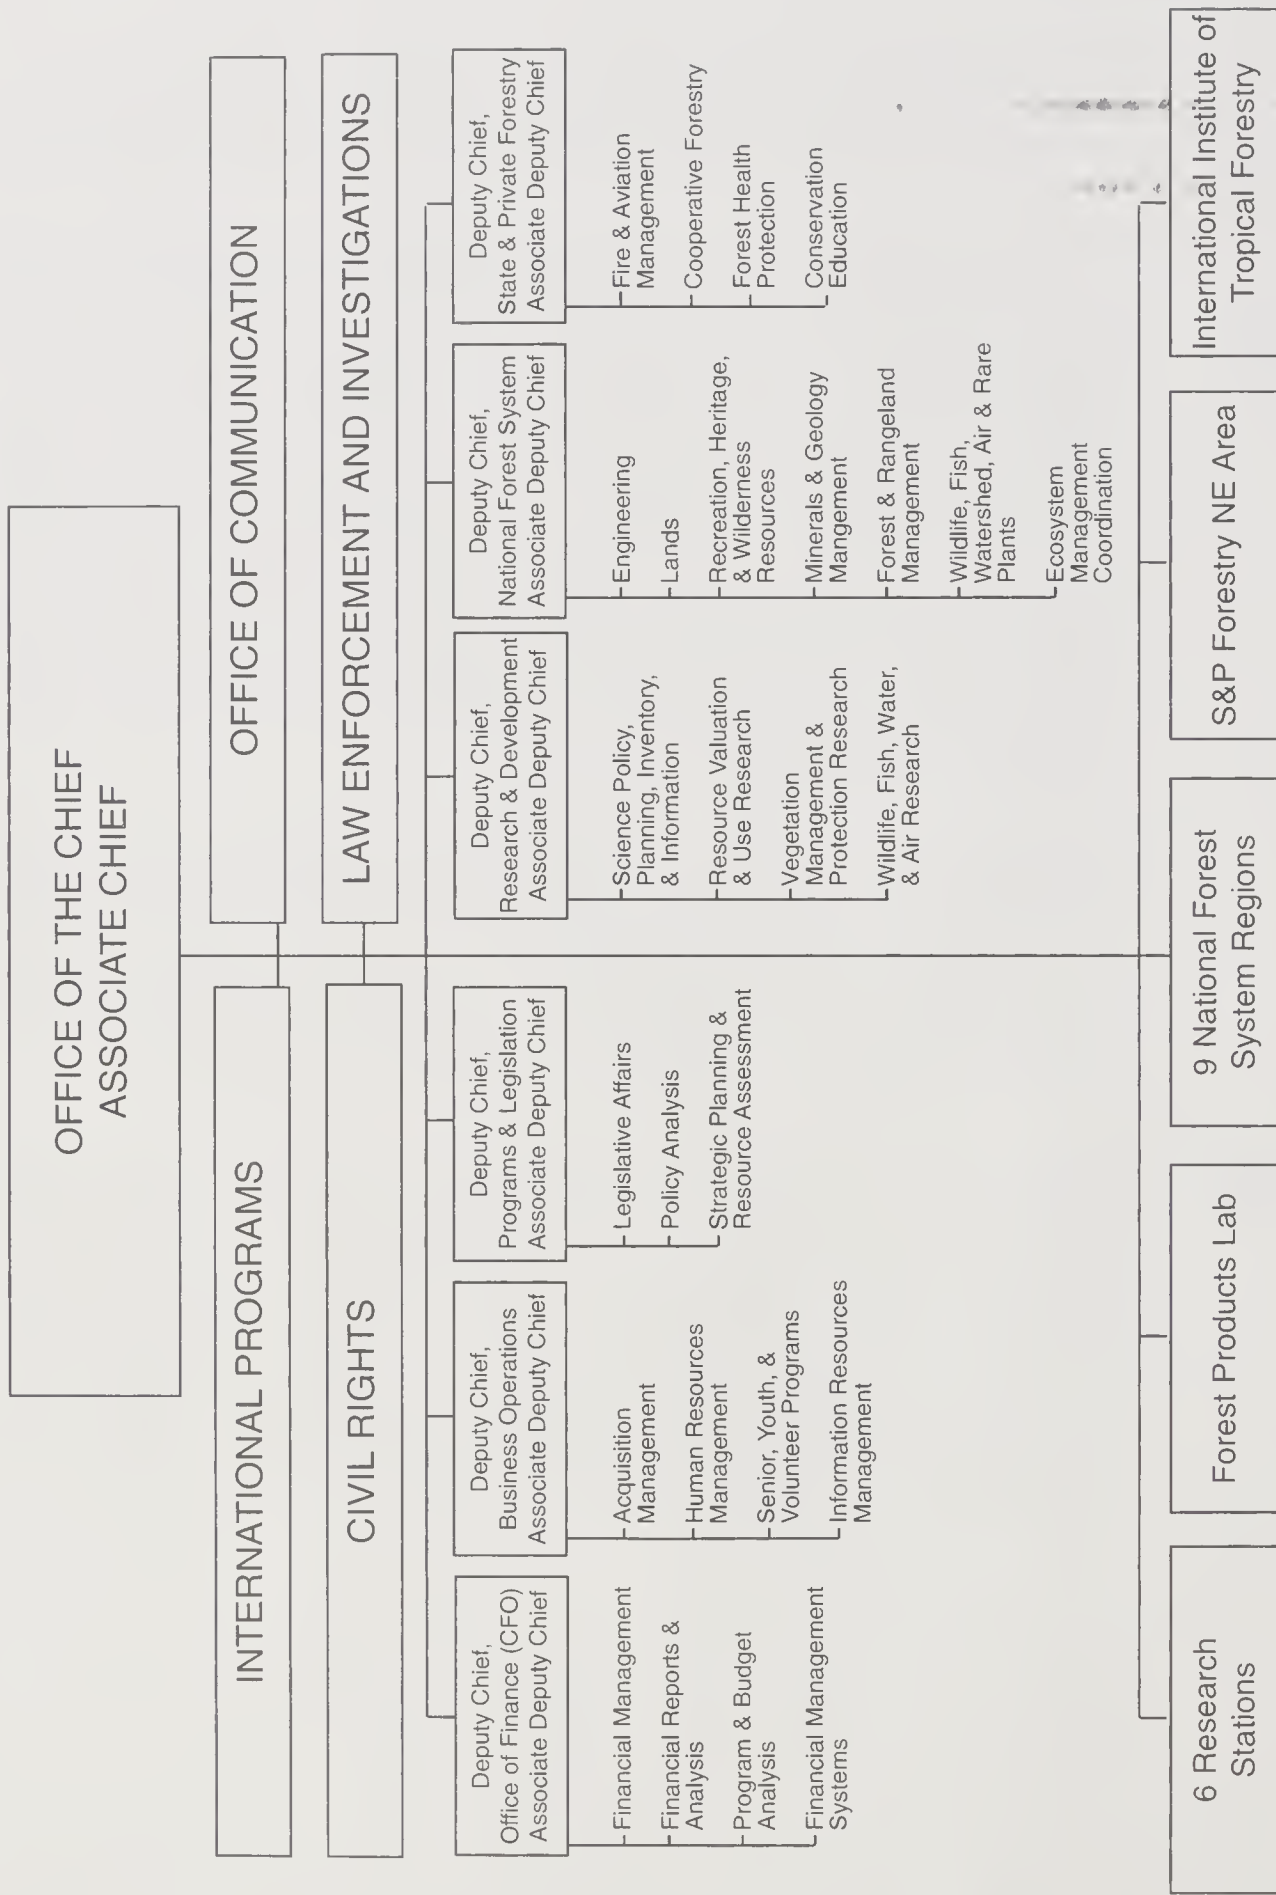 OFFICE OF THE CHIEF
ASSOCIATE CHIEF
INTERNATIONAL PROGRAMS
OFFICE OF COMMUNICATION
CIVIL RIGHTS
LAW ENFORCEMENT AND INVESTIGATIONS
Deputy Chief,
Office of Finance (CFO)
Associate Deputy Chief
Financial Management
Financial Reports &
Analysis
Program & Budget
Analysis
Financial Management
Systems
Deputy Chief,
Business Operations
Associate Deputy Chief
Acquisition
Management
Human Resources
Management
Senior, Youth, &
Volunteer Programs
Information Resources
Management
Deputy Chief,
Programs & Legislation
Associate Deputy Chief
Legislative Affairs
Policy Analysis
Strategic Planning &
Resource Assessment
Deputy Chief,
Research & Development
Associate Deputy Chief
Science Policy,
Planning, Inventory,
& Information
Resource Valuation
& Use Research
Vegetation
Management &
Protection Research
Wildlife, Fish, Water,
& Air Research
Deputy Chief,
National Forest System
Associate Deputy Chief
Engineering
Lands
Recreation, Heritage,
& Wilderness
Resources
Minerals & Geology
Mangement
Forest & Rangeland
Management
Wildlife, Fish,
Watershed, Air & Rare
Plants
Ecosystem
Management
Coordination
Deputy Chief,
State & Private Forestry
Associate Deputy Chief
Fire & Aviation
Management
Cooperative Forestry
Forest Health
Protection
Conservation
Education
6 Research
Stations
Forest Products Lab
9 National Forest
System Regions
S&P Forestry NE Area
International Institute of
Tropical Forestry